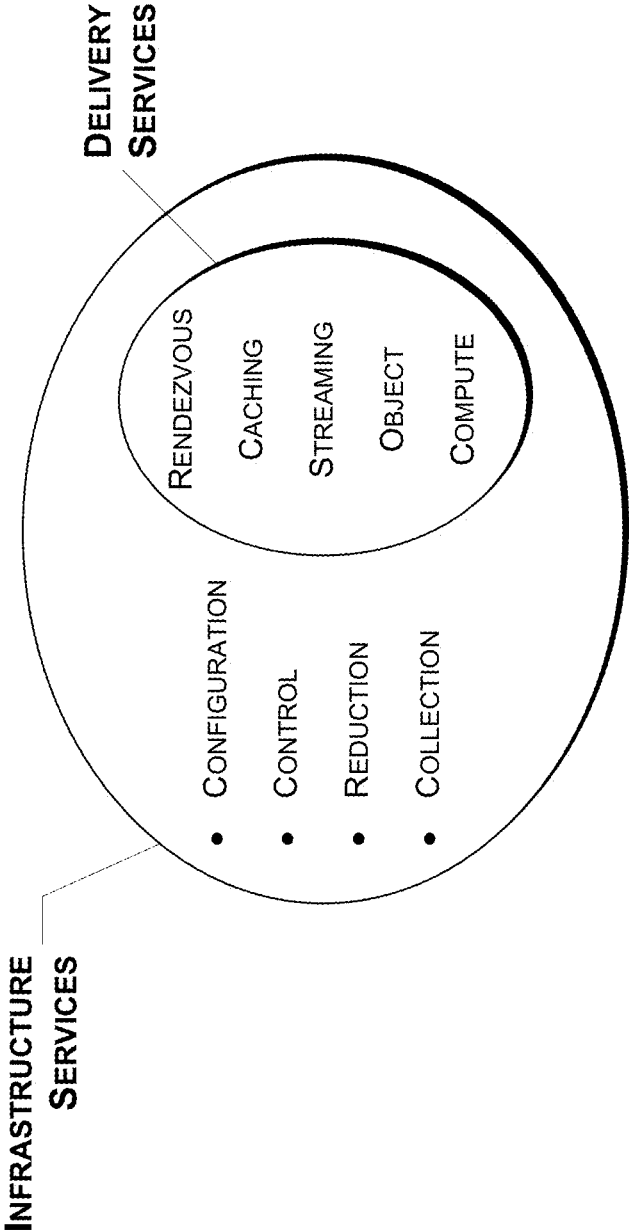 INFRASTRUCTURE
SERVICES
• CONFIGURATION
• CONTROL
• REDUCTION
• COLLECTION
RENDEZVOUS
CACHING
STREAMING
OBJECT
COMPUTE
DELIVERY
SERVICES